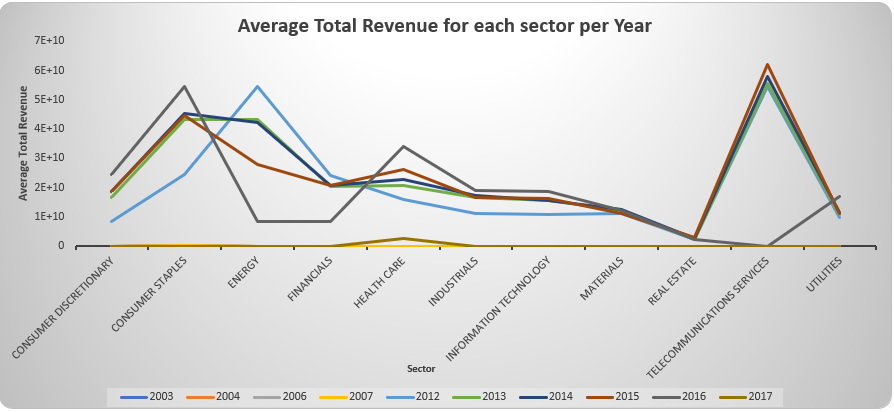 Average Total Revenue for each sector per Year
7E+10
6E+10
5E+10
4E+10
3E+10
2E+10
1E+10
0
Average Total Revenue
CONSUMER DISCRETIONARY
CONSUMER STAPLES
ENERGY
FINANCIALS
HEALTH CARE
INDUSTRIALS
INFORMATION TECHNOLOGY
MATERIALS
REAL ESTATE
TELECOMMUNICATIONS SERVICES
UTILITIES
Sector
2003 2004 2006 2007 2012 2013 2014 2015 2016 2017